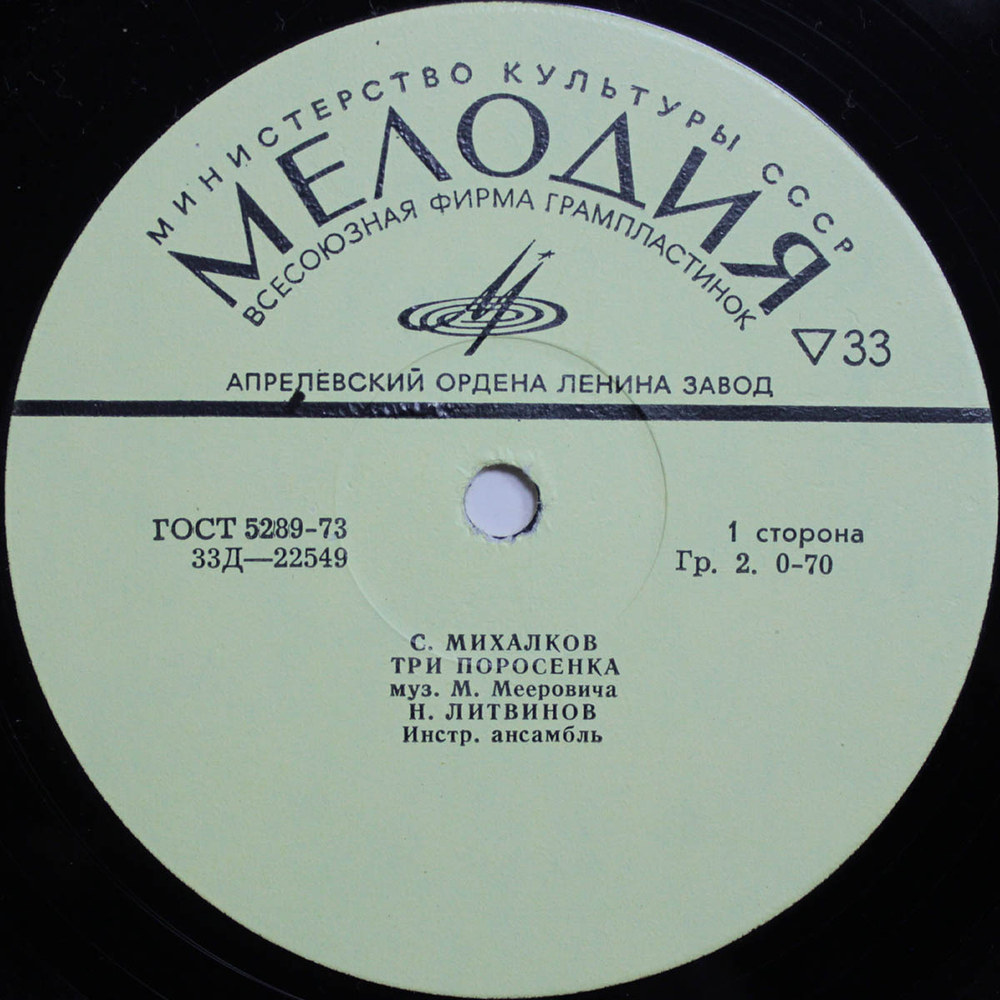 МИНИСТЕРСТВО КУЛЬТУРЫ СССР
МЕЛОДИЯ
ВСЕСОЮЗНАЯ ФИРМА ГРАМПЛАСТИНОК
▽33
АПРЕЛЕВСКИЙ ОРДЕНА ЛЕНИНА ЗАВОД
ГОСТ 5289-73
33Д—22549
1 сторона
Гр. 2. 0-70
С. МИХАЛКОВ
ТРИ ПОРОСЕНКА
муз. М. Мееровича
Н. ЛИТВИНОВ
Инстр. ансамбль